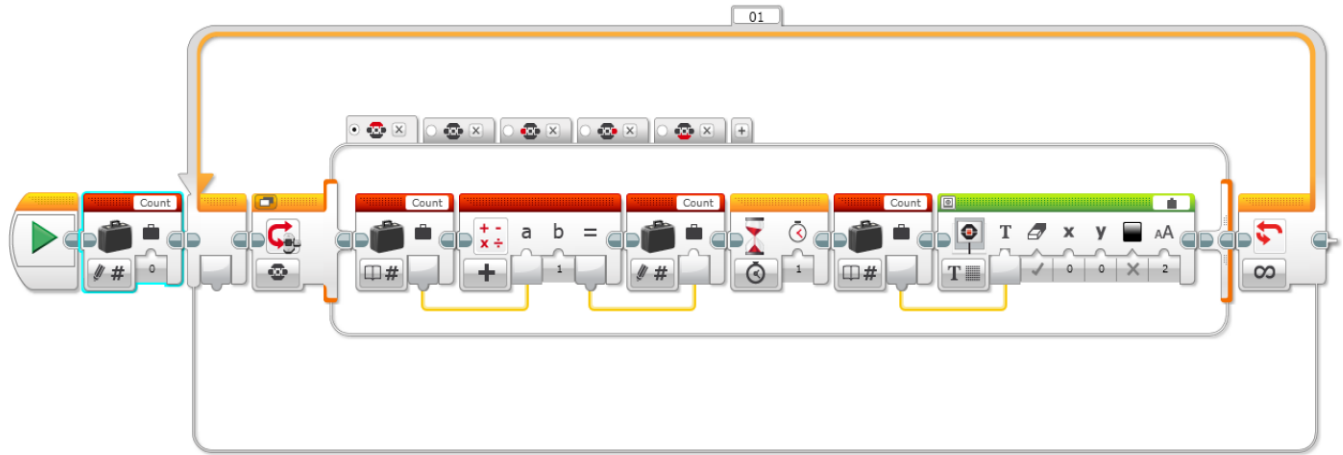 01
Count
#
0
Count
#
+ -
× ÷
a b =
+
1
Count
#
1
Count
#
T x y AA
T
0 0 2
∞